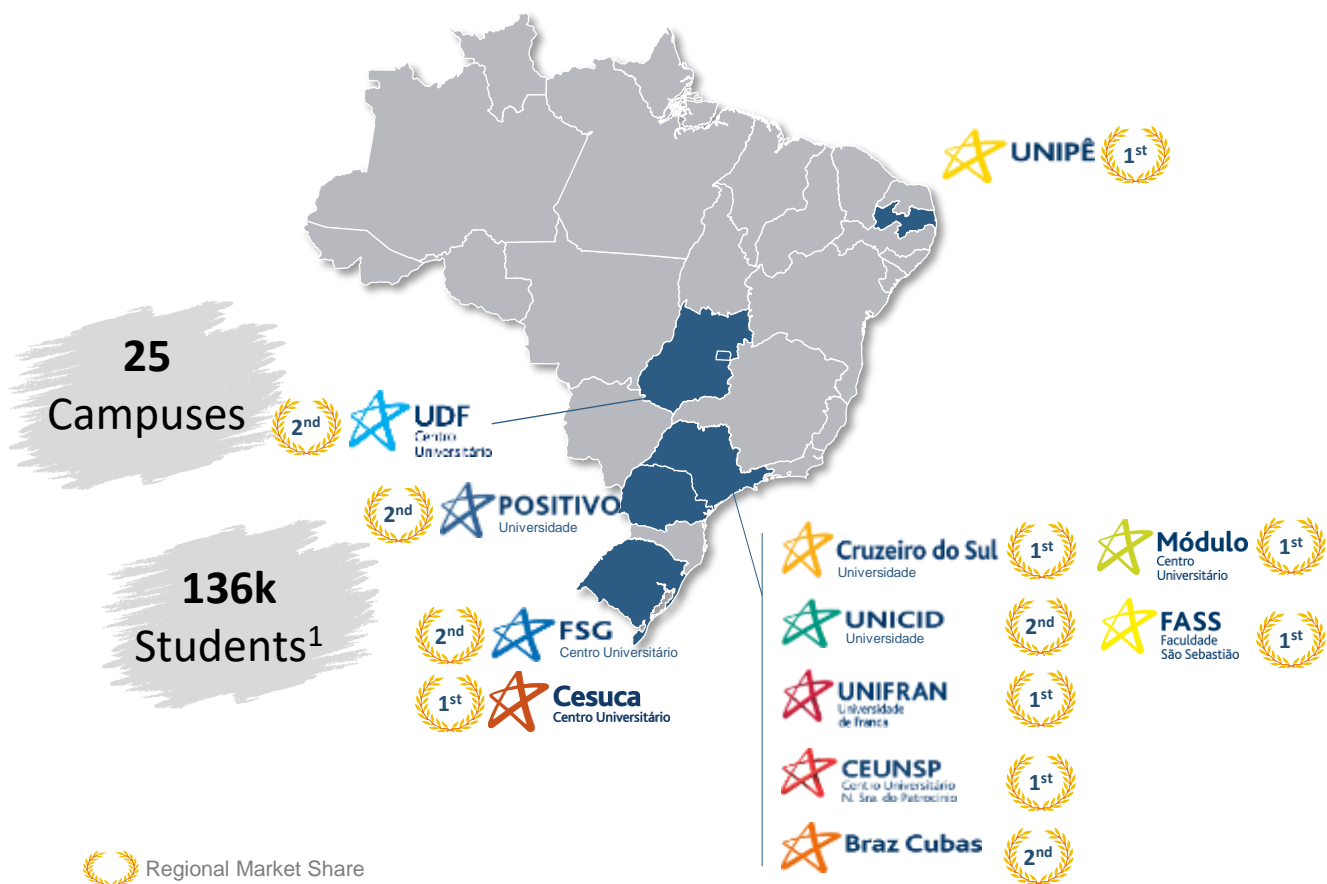 UNIPÊ
1st
25
Campuses
2nd
UDF
Centro
Universitário
2nd
POSITIVO
Universidade
136k
Students1
2nd
FSG
Centro Universitário
1st
Cesuca
Centro Universitário
Cruzeiro do Sul
Universidade
1st
Módulo
Centro
Universitário
1st
UNICID
Universidade
2nd
FASS
Faculdade
São Sebastião
1st
UNIFRAN
Universidade
de Franca
1st
CEUNSP
Centro Universitário
N. Sra. do Patrocínio
1st
Braz Cubas
2nd
Regional Market Share